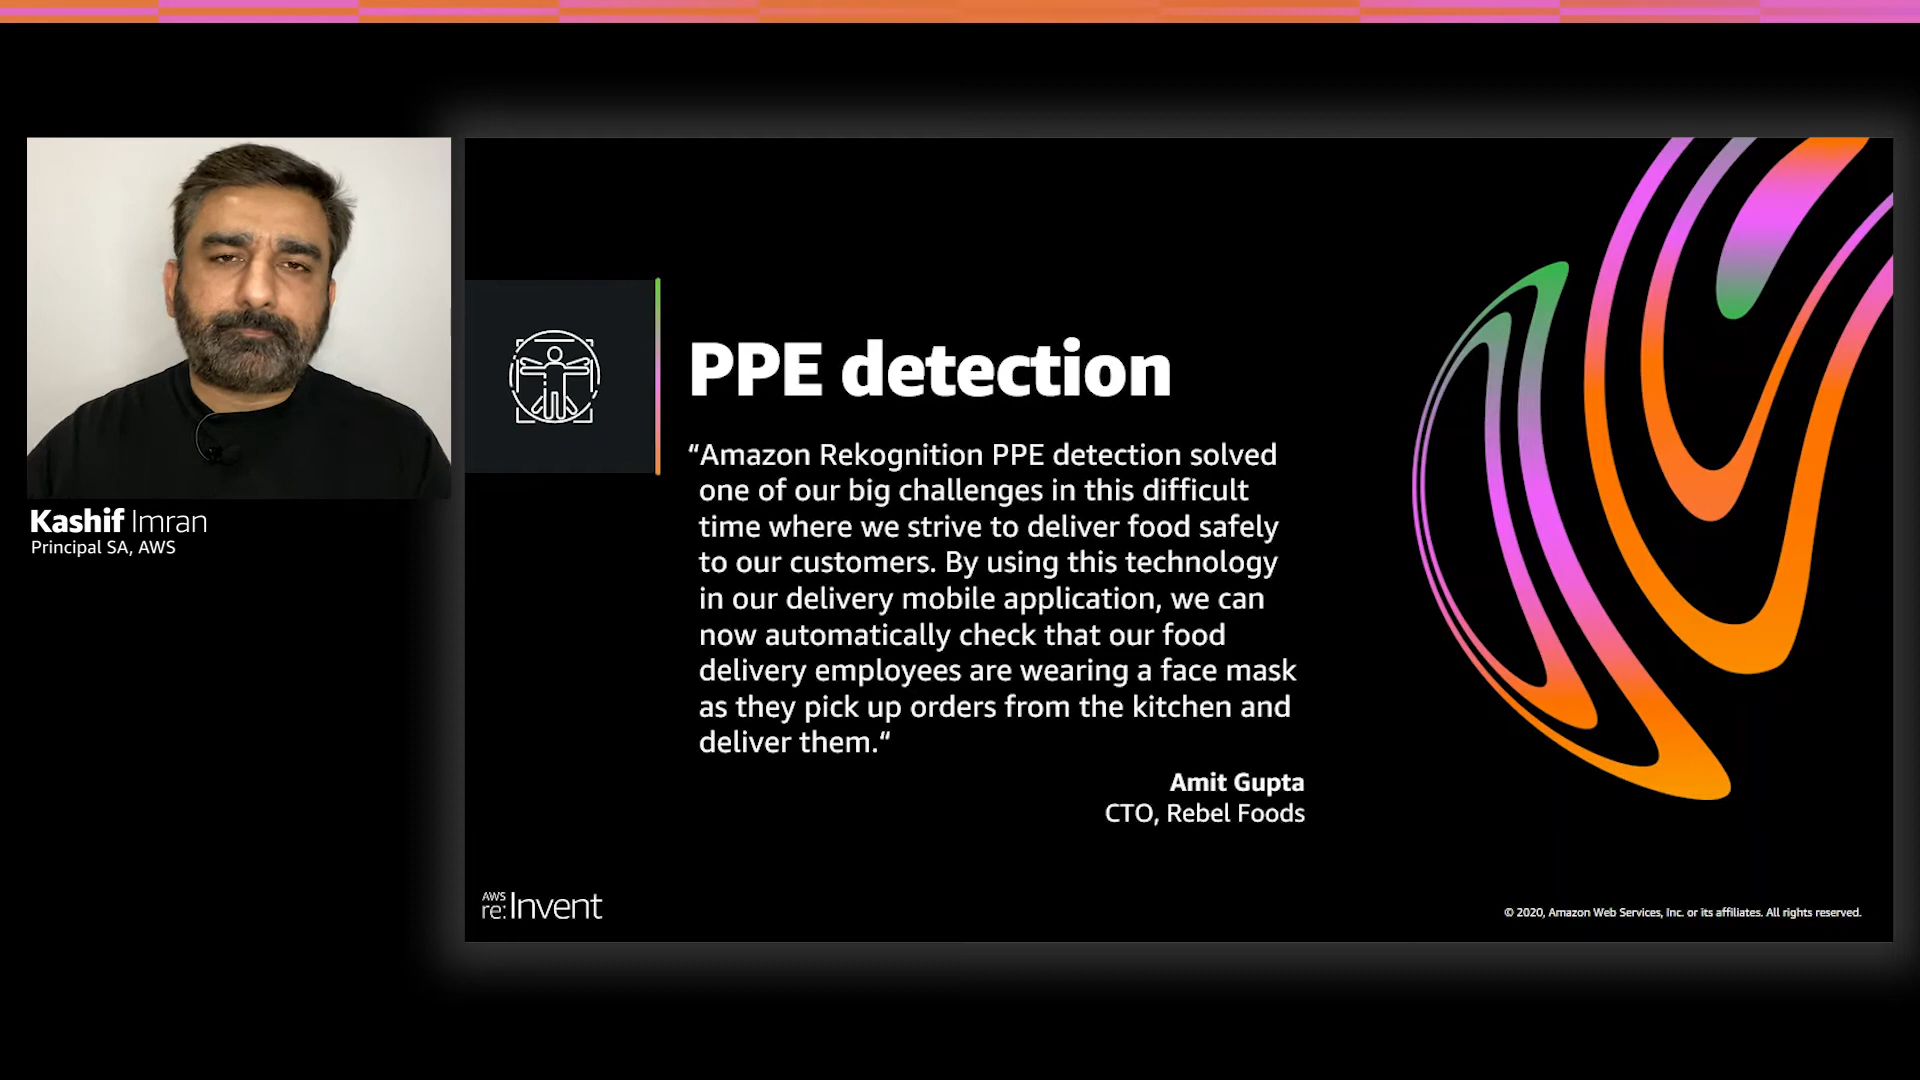 Kashif Imran
Principal SA, AWS
PPE detection
“Amazon Rekognition PPE detection solved
one of our big challenges in this difficult
time where we strive to deliver food safely
to our customers. By using this technology
in our delivery mobile application, we can
now automatically check that our food
delivery employees are wearing a face mask
as they pick up orders from the kitchen and
deliver them.“
Amit Gupta
CTO, Rebel Foods
AWS
re:Invent
© 2020, Amazon Web Services, Inc. or its affiliates. All rights reserved.